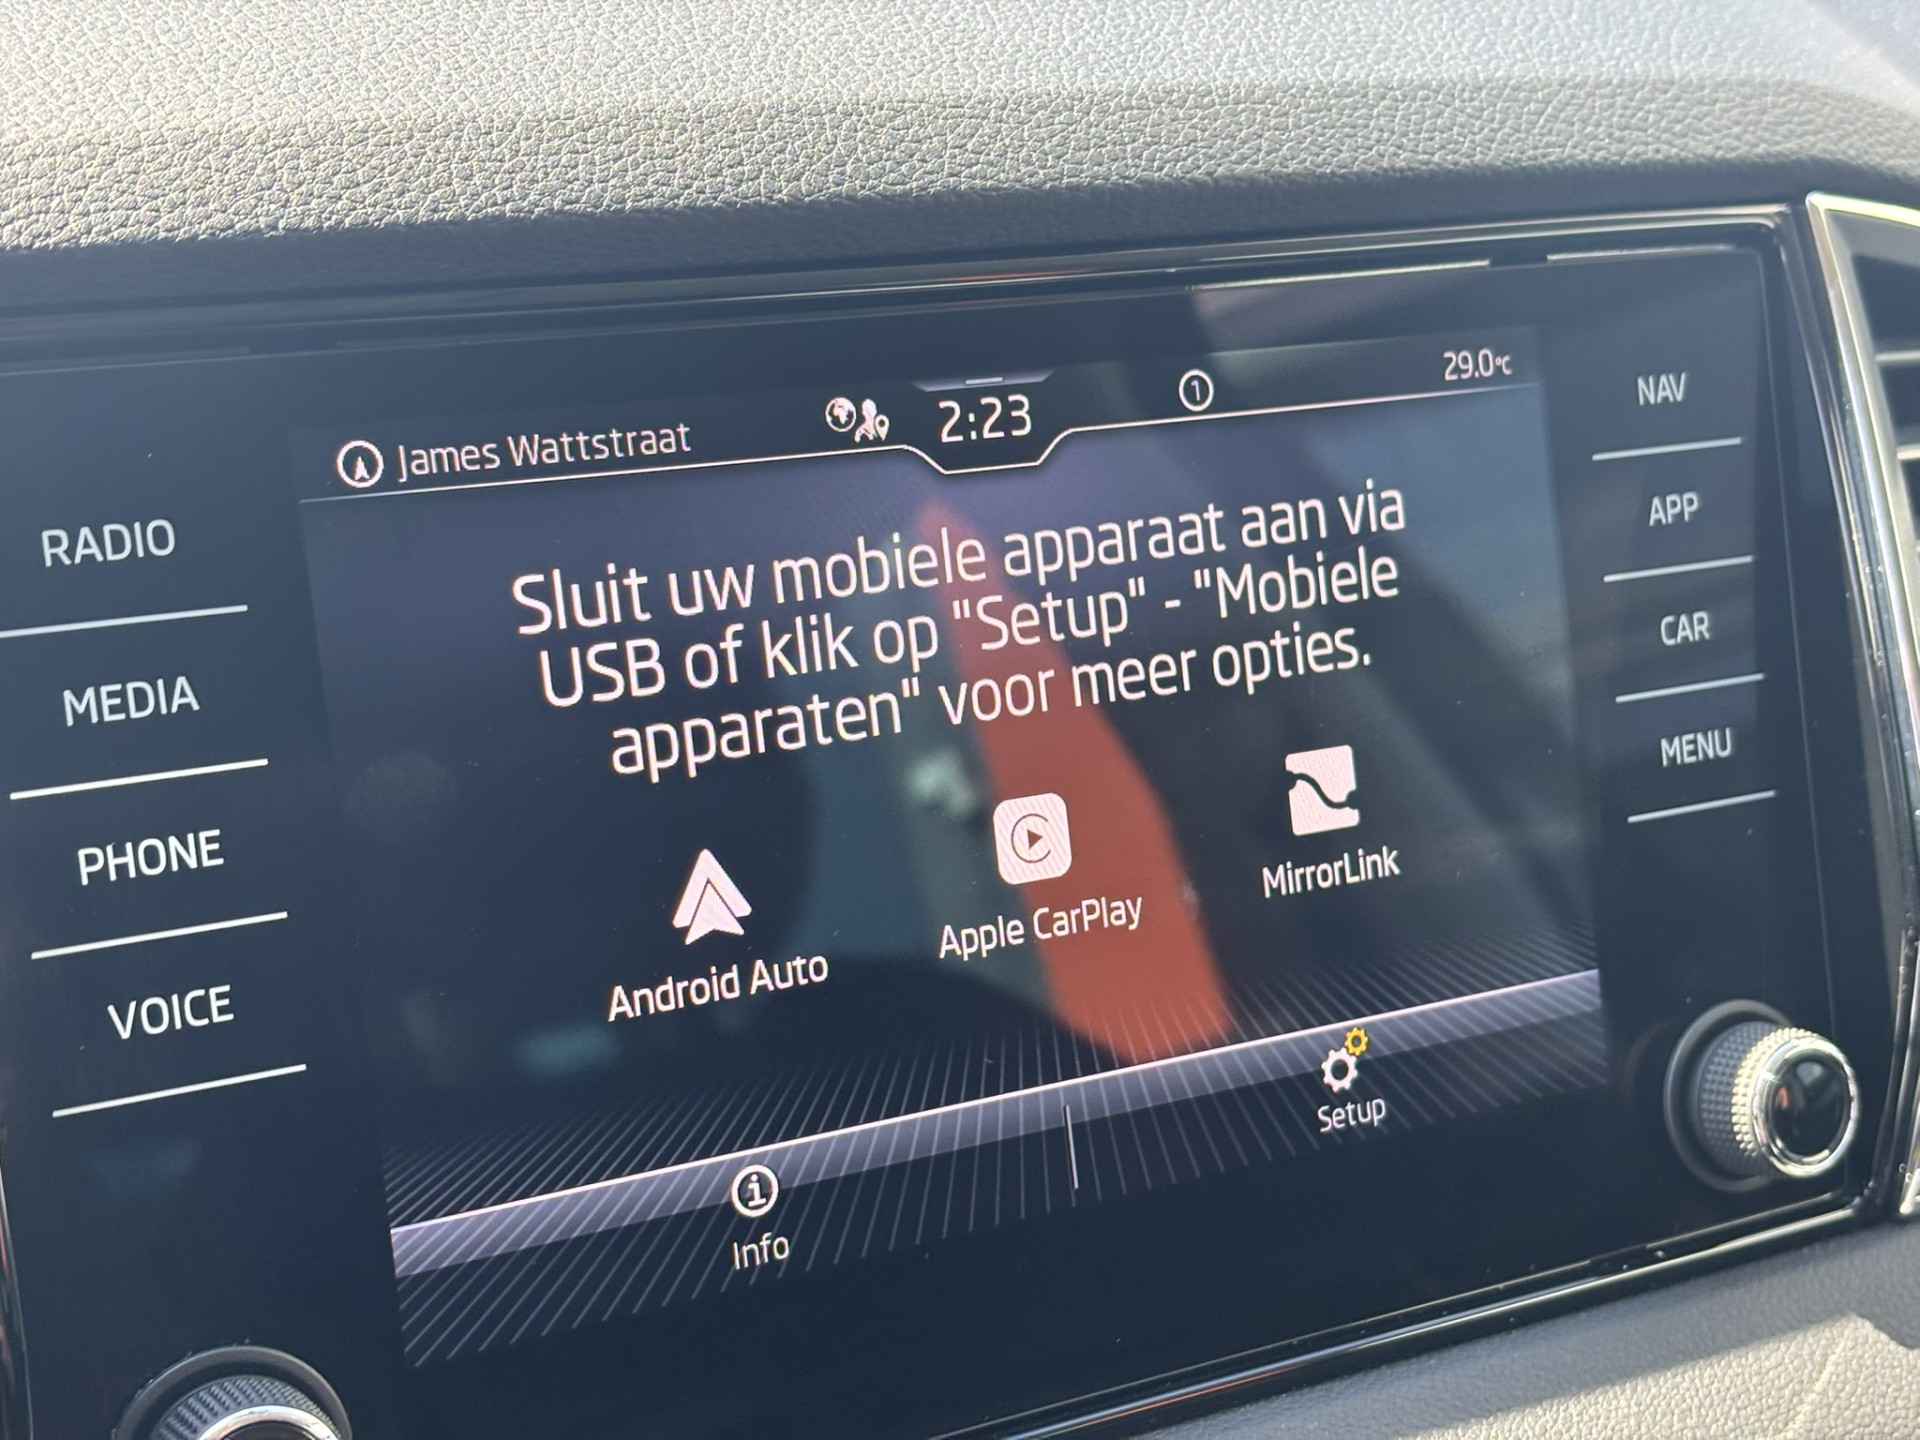 James Wattstraat
2:23
1
29.0°C
RADIO
MEDIA
PHONE
VOICE
Sluit uw mobiele apparaat aan via
USB of klik op "Setup" - "Mobiele
apparaten" voor meer opties.
Android Auto
Apple CarPlay
MirrorLink
Info
Setup
NAV
APP
CAR
MENU